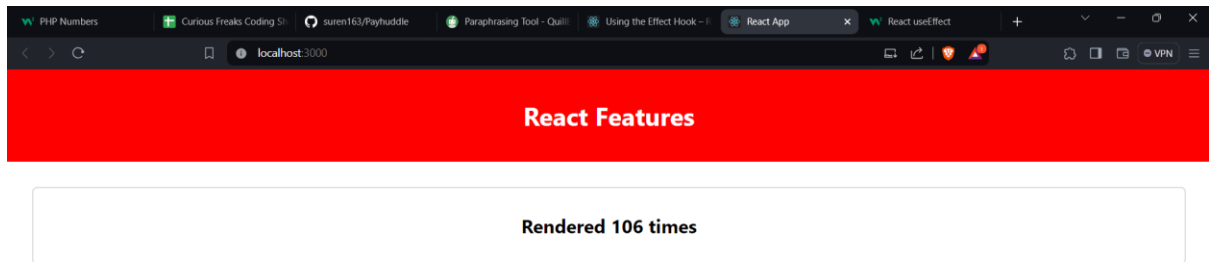 PHP Numbers
Curious Freaks Coding Sh
suren163/Payhuddle
Paraphrasing Tool - Quill
Using the Effect Hook – R
React App
React useEffect
localhost:3000
VPN
React Features
Rendered 106 times